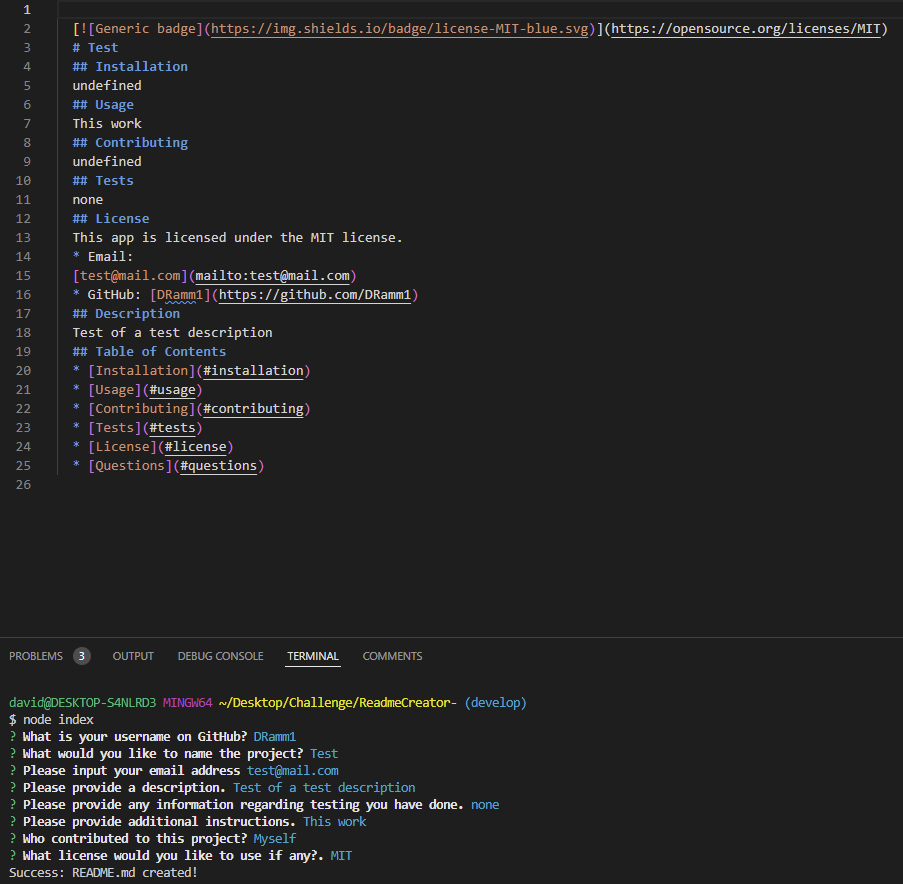 1
2 [![Generic badge](https://img.shields.io/badge/license-MIT-blue.svg)](https://opensource.org/licenses/MIT)
3 # Test
4 ## Installation
5 undefined
6 ## Usage
7 This work
8 ## Contributing
9 undefined
10 ## Tests
11 none
12 ## License
13 This app is licensed under the MIT license.
14 * Email:
15 [test@mail.com](mailto:test@mail.com)
16 * GitHub: [DRamm1](https://github.com/DRamm1)
17 ## Description
18 Test of a test description
19 ## Table of Contents
20 * [Installation](#installation)
21 * [Usage](#usage)
22 * [Contributing](#contributing)
23 * [Tests](#tests)
24 * [License](#license)
25 * [Questions](#questions)
26
PROBLEMS 3 OUTPUT DEBUG CONSOLE TERMINAL COMMENTS
david@DESKTOP-S4NLRD3 MINGW64 ~/Desktop/Challenge/ReadmeCreator- (develop)
$ node index
? What is your username on GitHub? DRamm1
? What would you like to name the project? Test
? Please input your email address test@mail.com
? Please provide a description. Test of a test description
? Please provide any information regarding testing you have done. none
? Please provide additional instructions. This work
? Who contributed to this project? Myself
? What license would you like to use if any?. MIT
Success: README.md created!